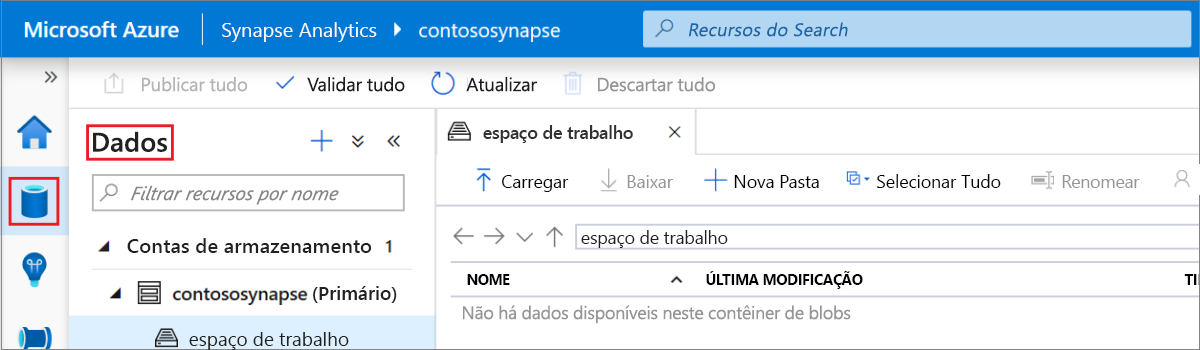 Microsoft Azure Synapse Analytics contososynapse Recursos do Search
Publicar tudo Validar tudo Atualizar Descartar tudo
Dados
espaço de trabalho
Filtrar recursos por nome
Carregar Baixar Nova Pasta Selecionar Tudo Renomear
espaço de trabalho
Contas de armazenamento 1
NOME ÚLTIMA MODIFICAÇÃO
contososynapse (Primário)
Não há dados disponíveis neste contêiner de blobs
espaço de trabalho